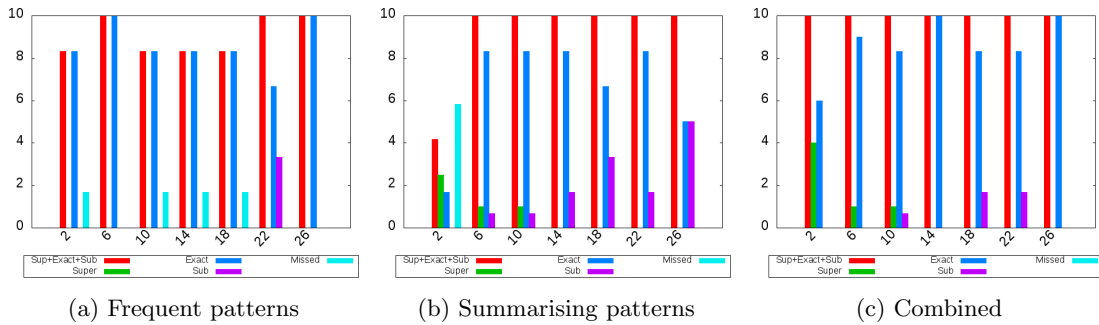 10
8
6
4
2
0
2 6 10 14 18 22 26
Sup+Exact+Sub Exact Missed
Super Sub
(a) Frequent patterns
10
8
6
4
2
0
2 6 10 14 18 22 26
Sup+Exact+Sub Exact Missed
Super Sub
(b) Summarising patterns
10
8
6
4
2
0
2 6 10 14 18 22 26
Sup+Exact+Sub Exact Missed
Super Sub
(c) Combined